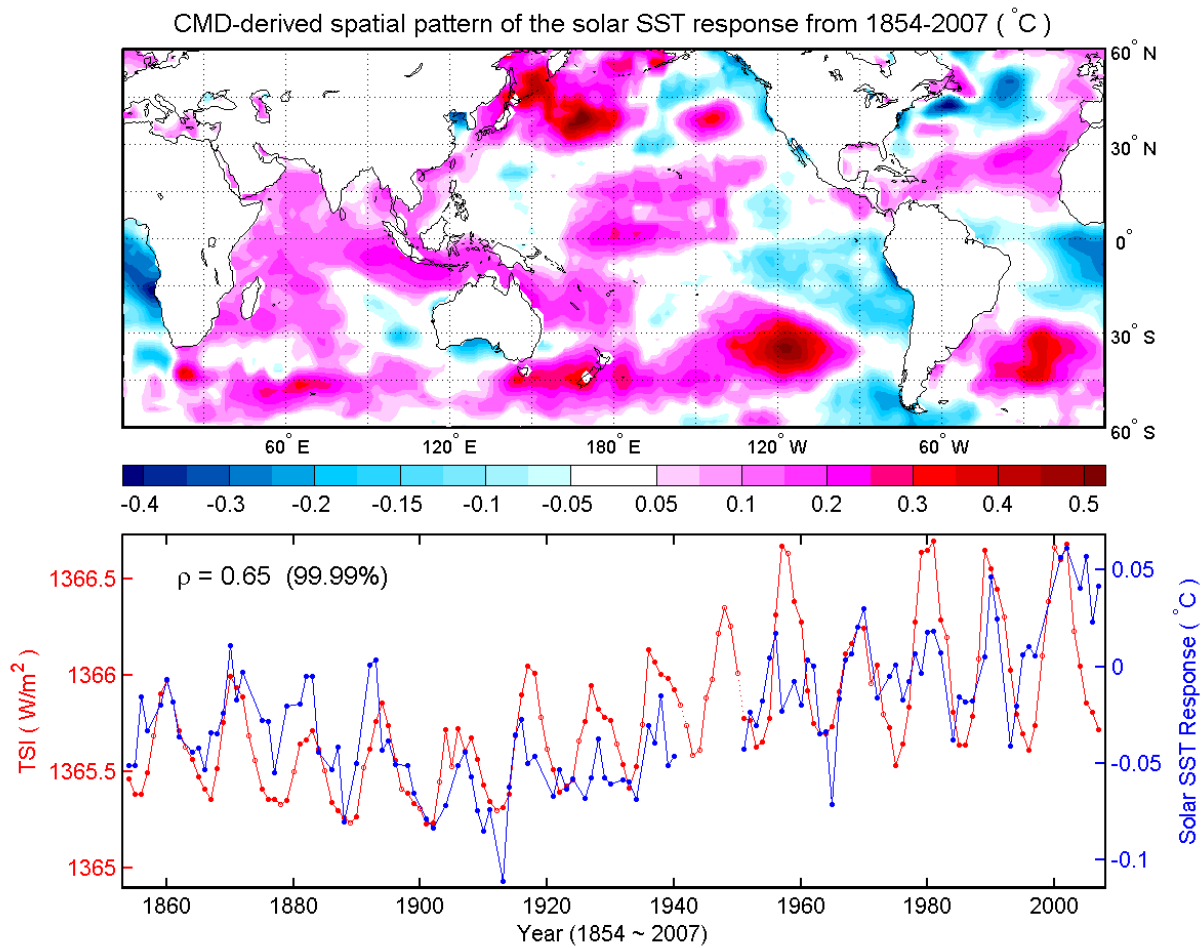 CMD-derived spatial pattern of the solar SST response from 1854-2007 ( °C )
60° N
30° N
0°
30° S
60° S
60° E 120° E 180° E 120° W 60° W
-0.4 -0.3 -0.2 -0.15 -0.1 -0.05 0.05 0.1 0.2 0.3 0.4 0.5
ρ = 0.65 (99.99%)
TSI ( W/m² )
1366.5
1366
1365.5
1365
0.05
0
-0.05
-0.1
Solar SST Response ( °C )
1860 1880 1900 1920 1940 1960 1980 2000
Year (1854 ~ 2007)